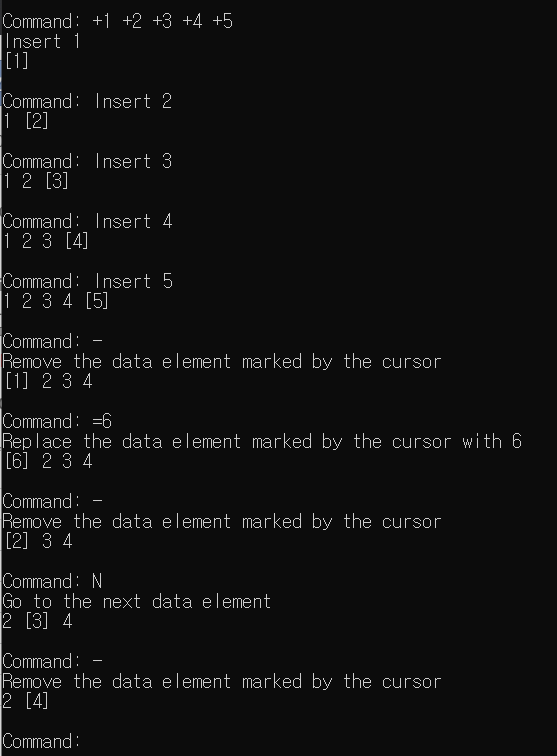 Command: +1 +2 +3 +4 +5
Insert 1
[1]
Command: Insert 2
1 [2]
Command: Insert 3
1 2 [3]
Command: Insert 4
1 2 3 [4]
Command: Insert 5
1 2 3 4 [5]
Command: -
Remove the data element marked by the cursor
[1] 2 3 4
Command: =6
Replace the data element marked by the cursor with 6
[6] 2 3 4
Command: -
Remove the data element marked by the cursor
[2] 3 4
Command: N
Go to the next data element
2 [3] 4
Command: -
Remove the data element marked by the cursor
2 [4]
Command: